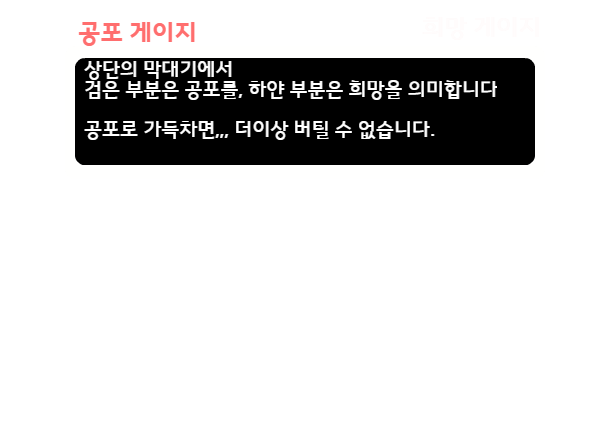 공포 게이지
희망 게이지
상단의 막대기에서
검은 부분은 공포를, 하얀 부분은 희망을 의미합니다
공포로 가득차면,,, 더이상 버틸 수 없습니다.